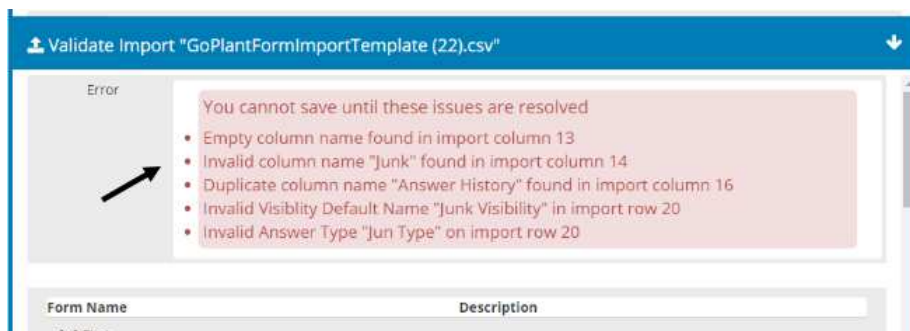 Validate Import "GoPlantFormImportTemplate (22).csv"
Error
You cannot save until these issues are resolved
Empty column name found in import column 13
Invalid column name "Junk" found in import column 14
Duplicate column name "Answer History" found in import column 16
Invalid Visiblity Default Name "Junk Visibility" in import row 20
Invalid Answer Type "Jun Type" on import row 20
Form Name Description